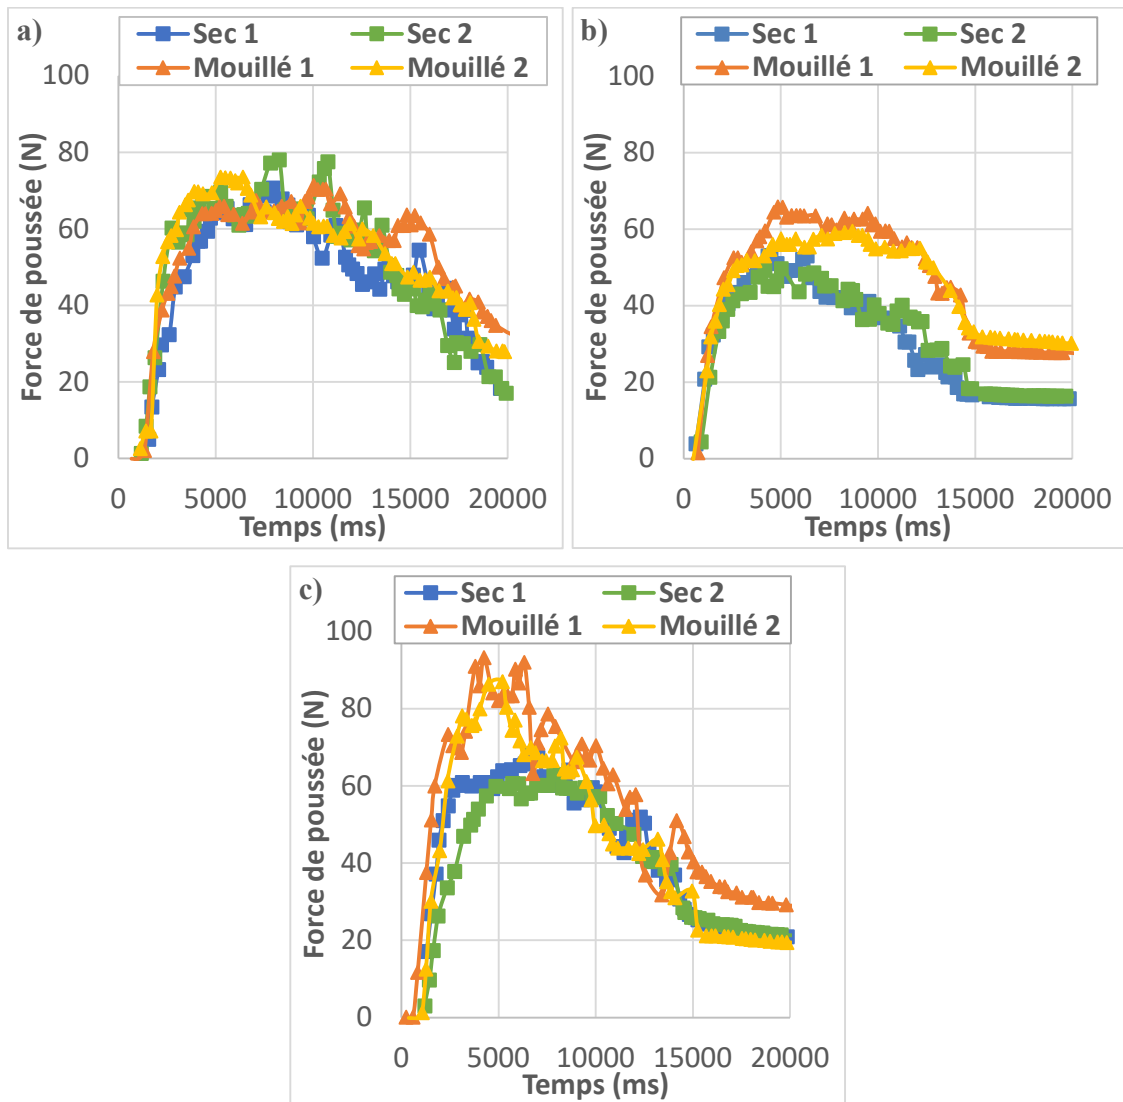 a)
Sec 1 Sec 2
Mouillé 1 Mouillé 2
Force de poussée (N)
100
80
60
40
20
0
0 5000 10000 15000 20000
Temps (ms)
b)
Sec 1 Sec 2
Mouillé 1 Mouillé 2
Force de poussée (N)
100
80
60
40
20
0
0 5000 10000 15000 20000
Temps (ms)
c)
Sec 1 Sec 2
Mouillé 1 Mouillé 2
Force de poussée (N)
100
80
60
40
20
0
0 5000 10000 15000 20000
Temps (ms)